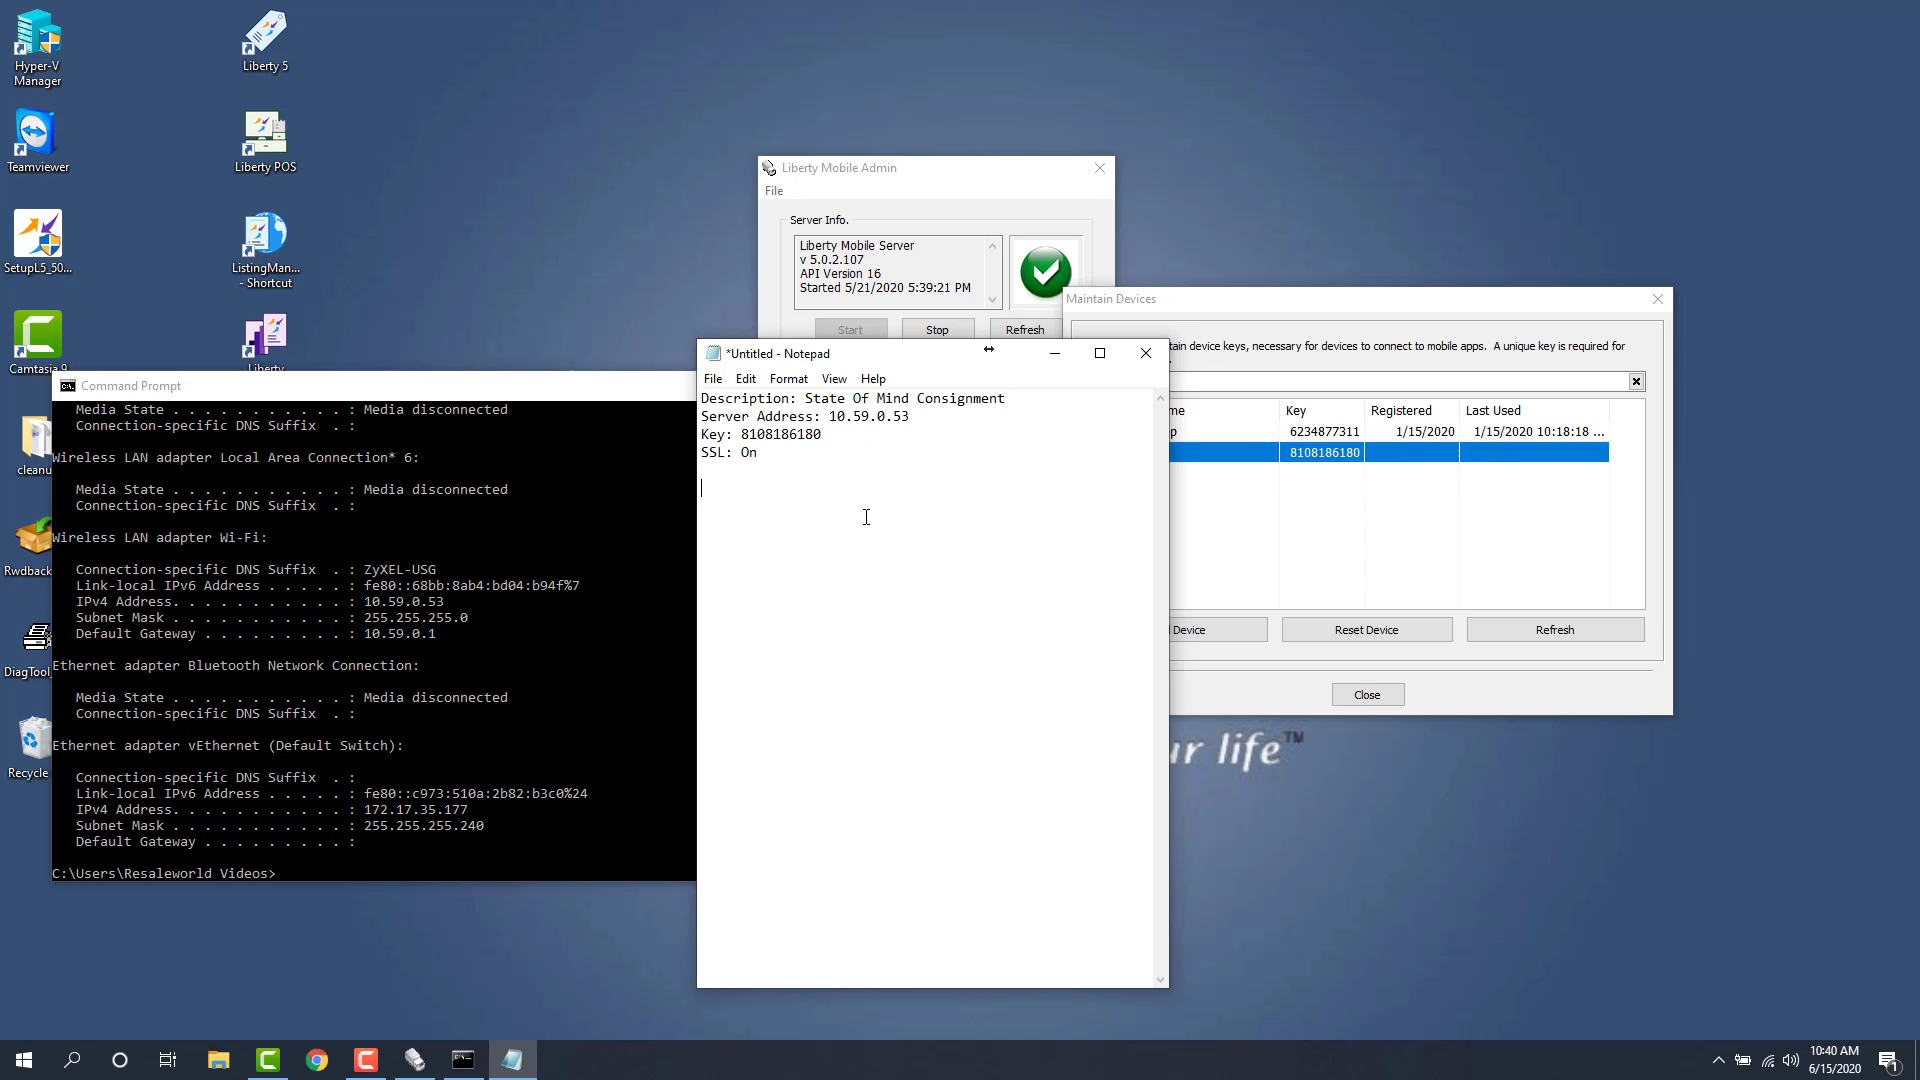 Hyper-V
Manager
Teamviewer
SetupL5_50...
Camtasia 9
cleanu
Rwdback
DiagTool
Recycle
Liberty 5
Liberty POS
ListingMan...
- Shortcut
Liberty
Liberty Mobile Admin
File
Server Info.
Liberty Mobile Server
v 5.0.2.107
API Version 16
Started 5/21/2020 5:39:21 PM
Start
Stop
Refresh
Maintain Devices
tain device keys, necessary for devices to connect to mobile apps.  A unique key is required for
me
Key
Registered
Last Used
p
6234877311
1/15/2020
1/15/2020 10:18:18 ...
8108186180
Device
Reset Device
Refresh
Close
*Untitled - Notepad
File
Edit
Format
View
Help
Description: State Of Mind Consignment
Server Address: 10.59.0.53
Key: 8108186180
SSL: On
Command Prompt
Media State . . . . . . . . . . . : Media disconnected
Connection-specific DNS Suffix  . :
Wireless LAN adapter Local Area Connection* 6:
Media State . . . . . . . . . . . : Media disconnected
Connection-specific DNS Suffix  . :
Wireless LAN adapter Wi-Fi:
Connection-specific DNS Suffix  . : ZyXEL-USG
Link-local IPv6 Address . . . . . : fe80::68bb:8ab4:bd04:b94f%7
IPv4 Address. . . . . . . . . . . : 10.59.0.53
Subnet Mask . . . . . . . . . . . : 255.255.255.0
Default Gateway . . . . . . . . . : 10.59.0.1
Ethernet adapter Bluetooth Network Connection:
Media State . . . . . . . . . . . : Media disconnected
Connection-specific DNS Suffix  . :
Ethernet adapter vEthernet (Default Switch):
Connection-specific DNS Suffix  . :
Link-local IPv6 Address . . . . . : fe80::c973:510a:2b82:b3c0%24
IPv4 Address. . . . . . . . . . . : 172.17.35.177
Subnet Mask . . . . . . . . . . . : 255.255.255.240
Default Gateway . . . . . . . . . :
C:\Users\Resaleworld Videos>
ur life™
10:40 AM
6/15/2020
1